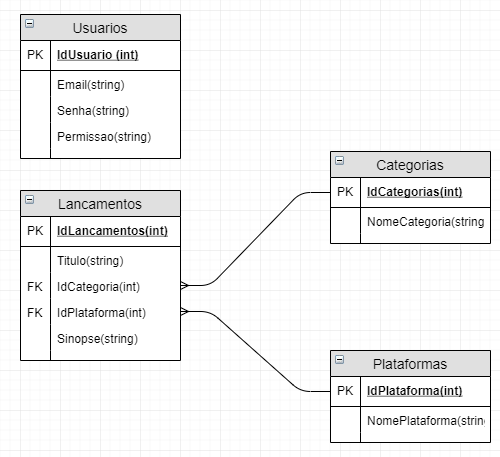 Usuarios
PK IdUsuario (int)
Email(string)
Senha(string)
Permissao(string)
Lancamentos
PK IdLancamentos(int)
Titulo(string)
FK IdCategoria(int)
FK IdPlataforma(int)
Sinopse(string)
Categorias
PK IdCategorias(int)
NomeCategoria(string
Plataformas
PK IdPlataforma(int)
NomePlataforma(strin